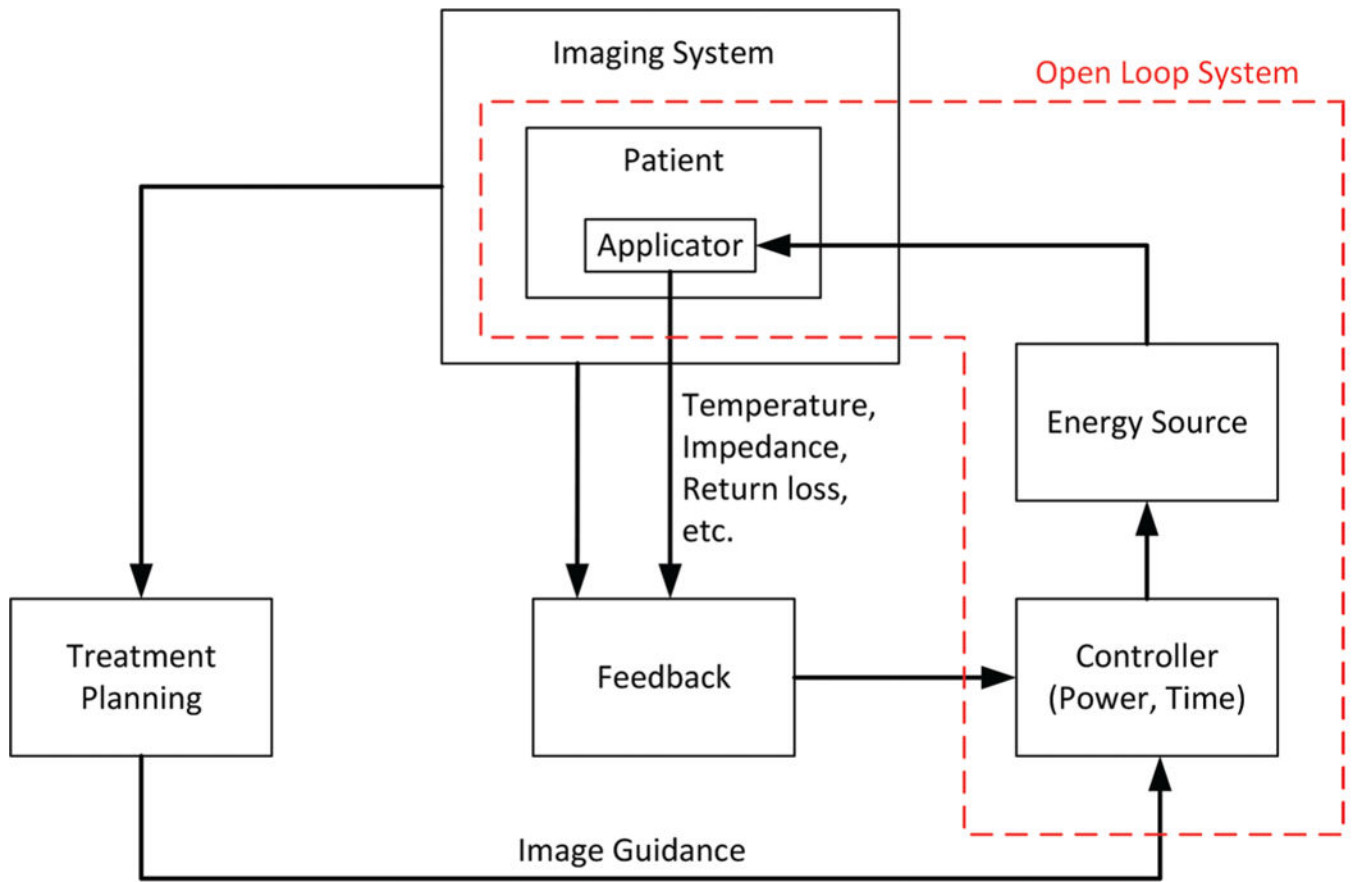 Imaging System
Open Loop System
Patient
Applicator
Temperature,
Impedance,
Return loss,
etc.
Energy Source
Treatment
Planning
Feedback
Controller
(Power, Time)
Image Guidance